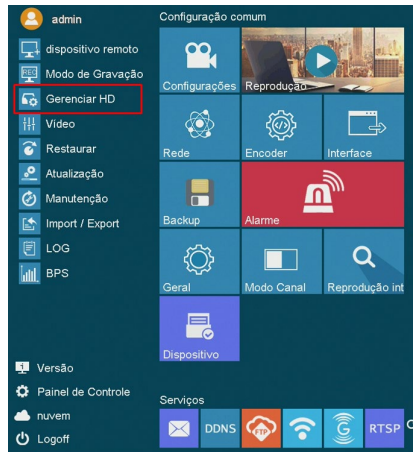 admin
dispositivo remoto
REC
Modo de Gravação
Gerenciar HD
Video
Restaurar
Atualização
Manutenção
Import / Export
LOG
BPS
Versão
Painel de Controle
nuvem
Logoff
Configuração comum
Configurações
Reprodução
Rede
Encoder
Interface
Backup
Alarme
Geral
Modo Canal
Reprodução int
Dispositivo
Serviços
DDNS
FTP
G
RTSP